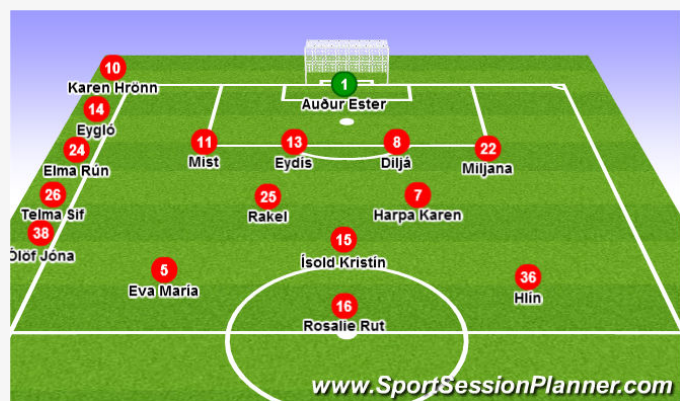 10
Karen Hrönn
1
Auður Ester
14
Eygló
11
Mist
13
Eydís
8
Diljá
22
Miljana
24
Elma Rún
26
Telma Sif
25
Rakel
7
Harpa Karen
38
Ólöf Jóna
15
Ísold Kristín
5
Eva María
36
Hlín
16
Rosalie Rut
www.SportSessionPlanner.com